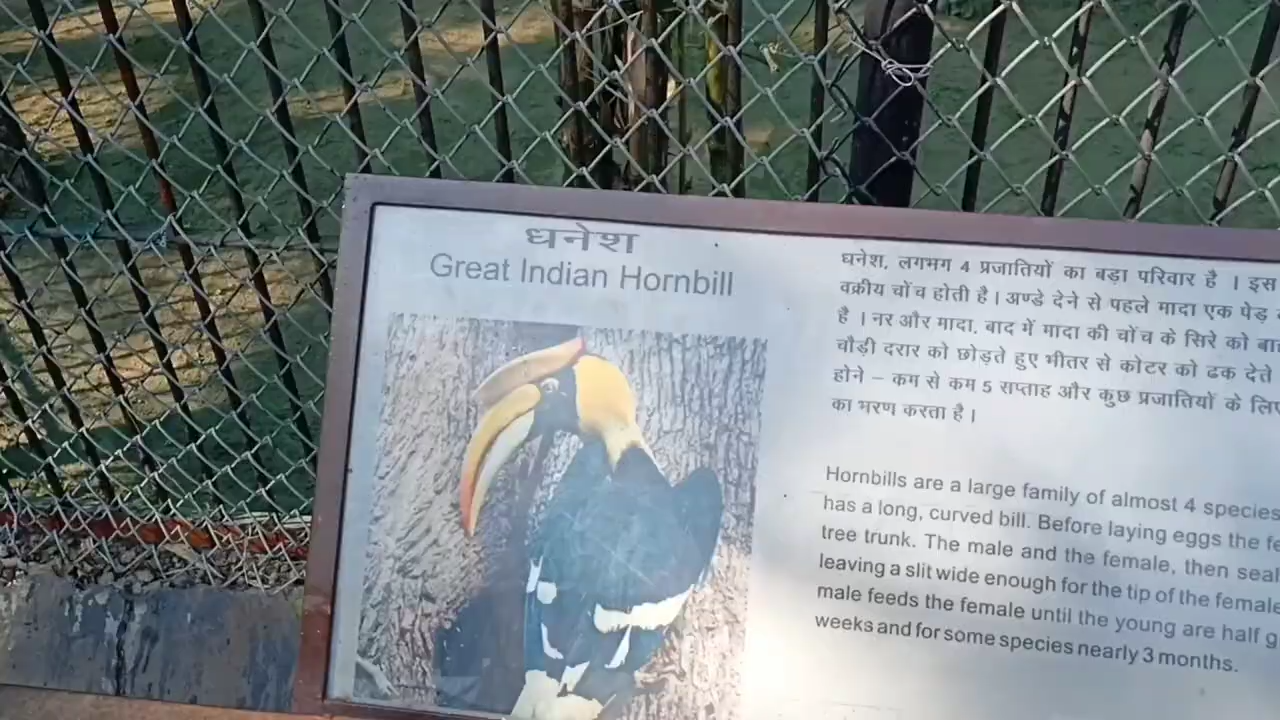 धनेश
Great Indian Hornbill
धनेश, लगभग 4 प्रजातियों का बड़ा परिवार है । इस
वक्रीय चोंच होती है । अण्डे देने से पहले मादा एक पेड़
है । नर और मादा, बाद में मादा की चोंच के सिरे को
चौड़ी दरार को छोड़ते हुए भीतर से कोटर को ढक देते
होने – कम से कम 5 सप्ताह और कुछ प्रजातियों के लिए
का भरण करता है ।
Hornbills are a large family of almost 4 species
has a long, curved bill. Before laying eggs the
tree trunk. The male and the female, then seal
leaving a slit wide enough for the tip of the female
male feeds the female until the young are half
weeks and for some species nearly 3 months.